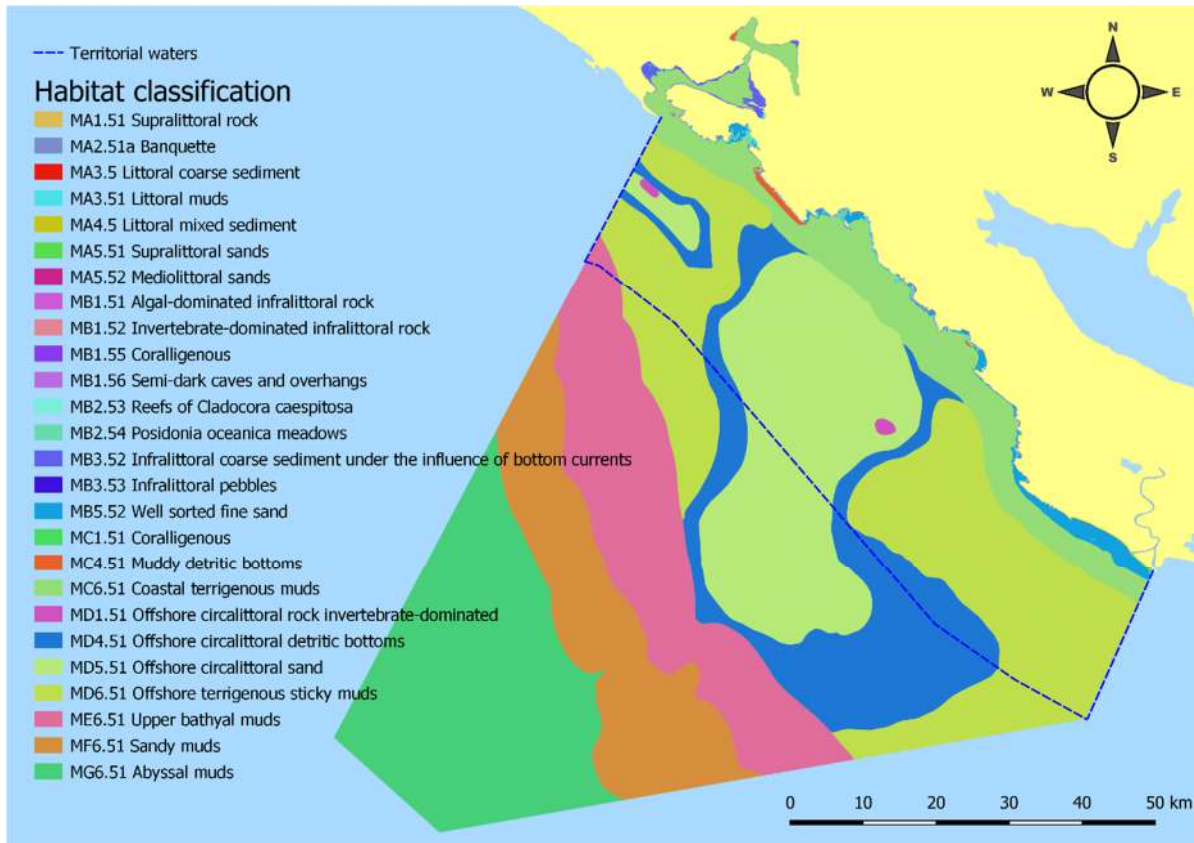 Territorial waters
Habitat classification
MA1.51 Supralittoral rock
MA2.51a Banquette
MA3.5 Littoral coarse sediment
MA3.51 Littoral muds
MA4.5 Littoral mixed sediment
MA5.51 Supralittoral sands
MA5.52 Mediolittoral sands
MB1.51 Algal-dominated infralittoral rock
MB1.52 Invertebrate-dominated infralittoral rock
MB1.55 Coralligenous
MB1.56 Semi-dark caves and overhangs
MB2.53 Reefs of Cladocora caespitosa
MB2.54 Posidonia oceanica meadows
MB3.52 Infralittoral coarse sediment under the influence of bottom currents
MB3.53 Infralittoral pebbles
MB5.52 Well sorted fine sand
MC1.51 Coralligenous
MC4.51 Muddy detritic bottoms
MC6.51 Coastal terrigenous muds
MD1.51 Offshore circalittoral rock invertebrate-dominated
MD4.51 Offshore circalittoral detritic bottoms
MD5.51 Offshore circalittoral sand
MD6.51 Offshore terrigenous sticky muds
ME6.51 Upper bathyal muds
MF6.51 Sandy muds
MG6.51 Abyssal muds
N
W E
S
0 10 20 30 40 50 km